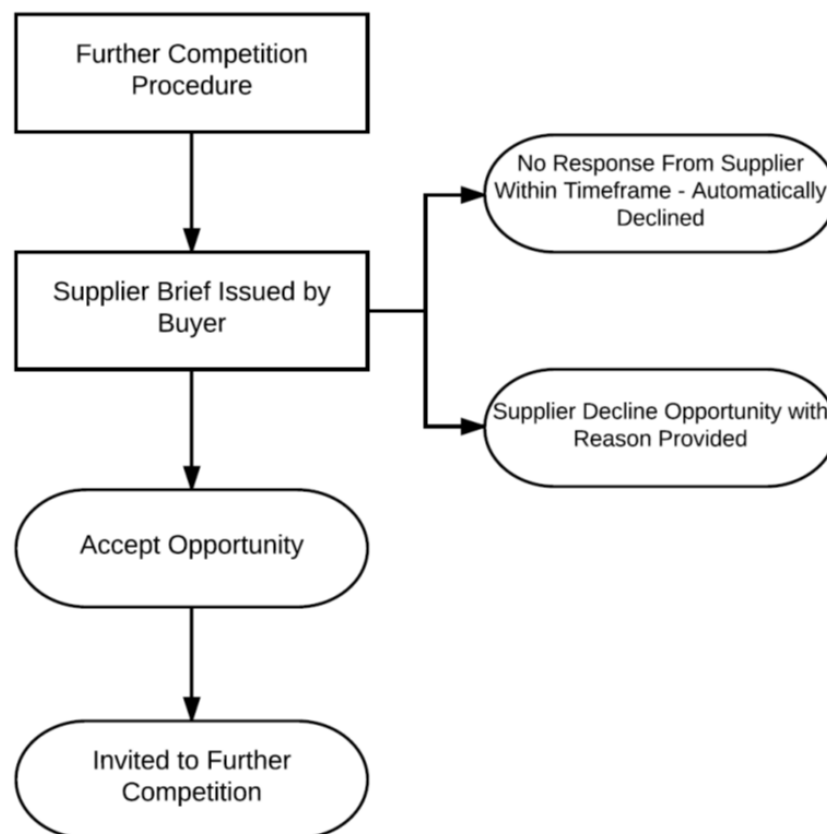 Further Competition
Procedure
No Response From Supplier
Within Timeframe - Automatically
Declined
Supplier Brief Issued by
Buyer
Supplier Decline Opportunity with
Reason Provided
Accept Opportunity
Invited to Further
Competition